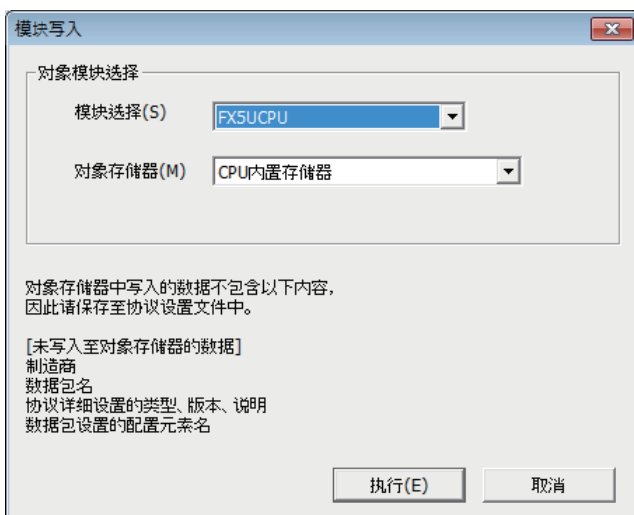 模块写入
对象模块选择
模块选择(S)
FX5UCPU
对象存储器(M)
CPU内置存储器
对象存储器中写入的数据不包含以下内容，
因此请保存至协议设置文件中。
[未写入至对象存储器的数据]
制造商
数据包名
协议详细设置的类型、版本、说明
数据包设置的配置元素名
执行(E)
取消